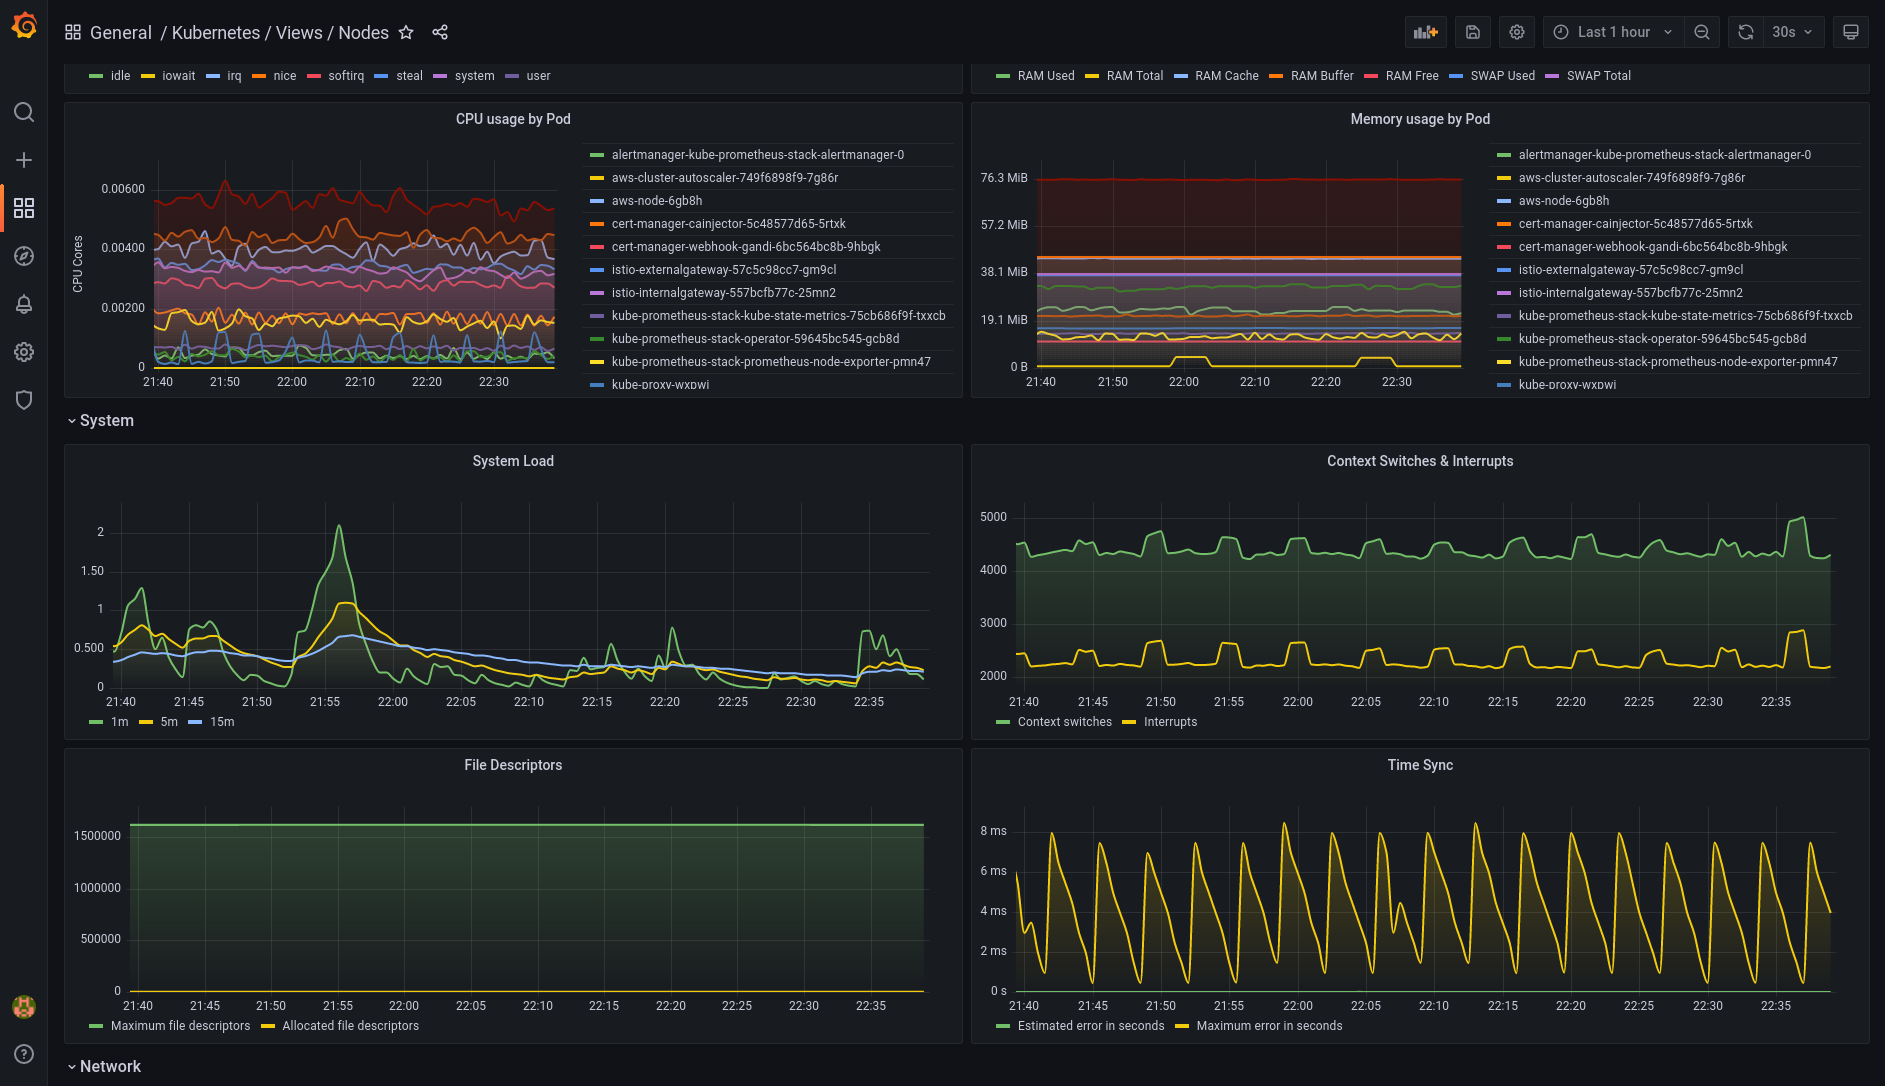 General / Kubernetes / Views / Nodes
Last 1 hour
30s
idle iowait irq nice softirq steal system user
RAM Used RAM Total RAM Cache RAM Buffer RAM Free SWAP Used SWAP Total
CPU usage by Pod
CPU Cores
0.00600
0.00400
0.00200
0
21:40 21:50 22:00 22:10 22:20 22:30
alertmanager-kube-prometheus-stack-alertmanager-0
aws-cluster-autoscaler-749f6898f9-7g86r
aws-node-6gb8h
cert-manager-cainjector-5c48577d65-5rtxk
cert-manager-webhook-gandi-6bc564bc8b-9hbgk
istio-externalgateway-57c5c98cc7-gm9cl
istio-internalgateway-557bcfb77c-25mn2
kube-prometheus-stack-kube-state-metrics-75cb686f9f-txxcb
kube-prometheus-stack-operator-59645bc545-gcb8d
kube-prometheus-stack-prometheus-node-exporter-pmn47
kube-proxy-wxpwj
Memory usage by Pod
76.3 MiB
57.2 MiB
38.1 MiB
19.1 MiB
0 B
21:40 21:50 22:00 22:10 22:20 22:30
alertmanager-kube-prometheus-stack-alertmanager-0
aws-cluster-autoscaler-749f6898f9-7g86r
aws-node-6gb8h
cert-manager-cainjector-5c48577d65-5rtxk
cert-manager-webhook-gandi-6bc564bc8b-9hbgk
istio-externalgateway-57c5c98cc7-gm9cl
istio-internalgateway-557bcfb77c-25mn2
kube-prometheus-stack-kube-state-metrics-75cb686f9f-txxcb
kube-prometheus-stack-operator-59645bc545-gcb8d
kube-prometheus-stack-prometheus-node-exporter-pmn47
kube-proxy-wxpwj
System
System Load
2
1.50
1
0.500
0
21:40 21:45 21:50 21:55 22:00 22:05 22:10 22:15 22:20 22:25 22:30 22:35
1m 5m 15m
Context Switches & Interrupts
5000
4000
3000
2000
21:40 21:45 21:50 21:55 22:00 22:05 22:10 22:15 22:20 22:25 22:30 22:35
Context switches Interrupts
File Descriptors
1500000
1000000
500000
0
21:40 21:45 21:50 21:55 22:00 22:05 22:10 22:15 22:20 22:25 22:30 22:35
Maximum file descriptors Allocated file descriptors
Time Sync
8 ms
6 ms
4 ms
2 ms
0 s
21:40 21:45 21:50 21:55 22:00 22:05 22:10 22:15 22:20 22:25 22:30 22:35
Estimated error in seconds Maximum error in seconds
Network